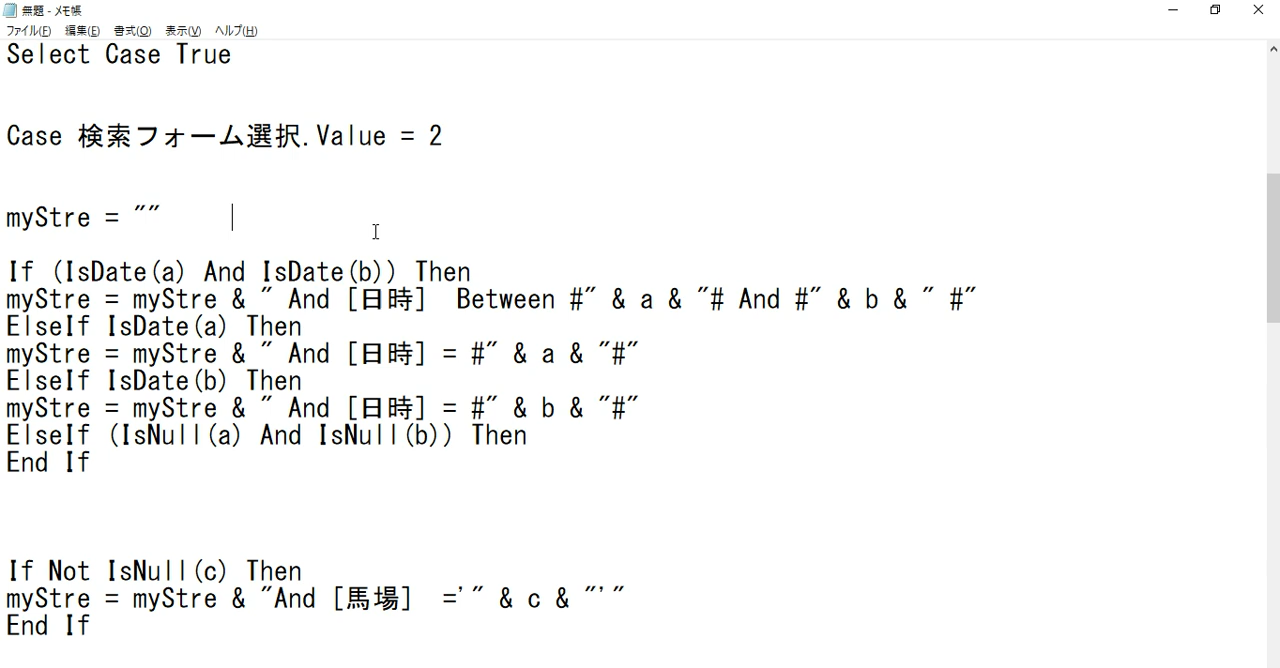 無題 - メモ帳
ファイル(F) 編集(E) 書式(O) 表示(V) ヘルプ(H)
Select Case True
Case 検索フォーム選択.Value = 2
myStre = ""
If (IsDate(a) And IsDate(b)) Then
myStre = myStre & " And [日時]  Between #" & a & "# And #" & b & " #"
ElseIf IsDate(a) Then
myStre = myStre & " And [日時] = #" & a & "#"
ElseIf IsDate(b) Then
myStre = myStre & " And [日時] = #" & b & "#"
ElseIf (IsNull(a) And IsNull(b)) Then
End If
If Not IsNull(c) Then
myStre = myStre & "And [馬場]  ='" & c & "'"
End If